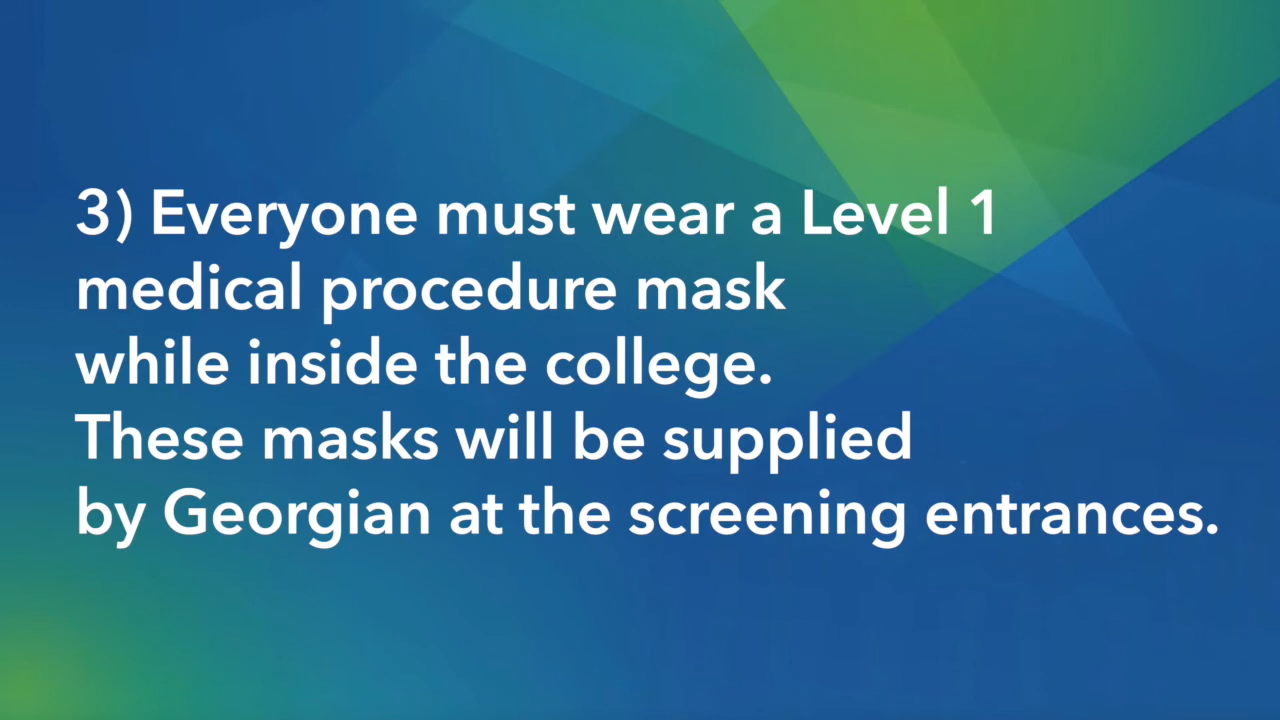 3) Everyone must wear a Level 1
medical procedure mask
while inside the college.
These masks will be supplied
by Georgian at the screening entrances.